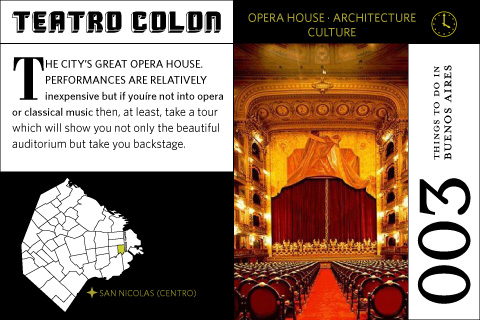 TEATRO COLON
THE CITY'S GREAT OPERA HOUSE.
PERFORMANCES ARE RELATIVELY
inexpensive but if youíre not into opera
or classical music then, at least, take a tour
which will show you not only the beautiful
auditorium but take you backstage.
SAN NICOLAS (CENTRO)
OPERA HOUSE · ARCHITECTURE
CULTURE
THINGS TO DO IN
BUENOS AIRES
003